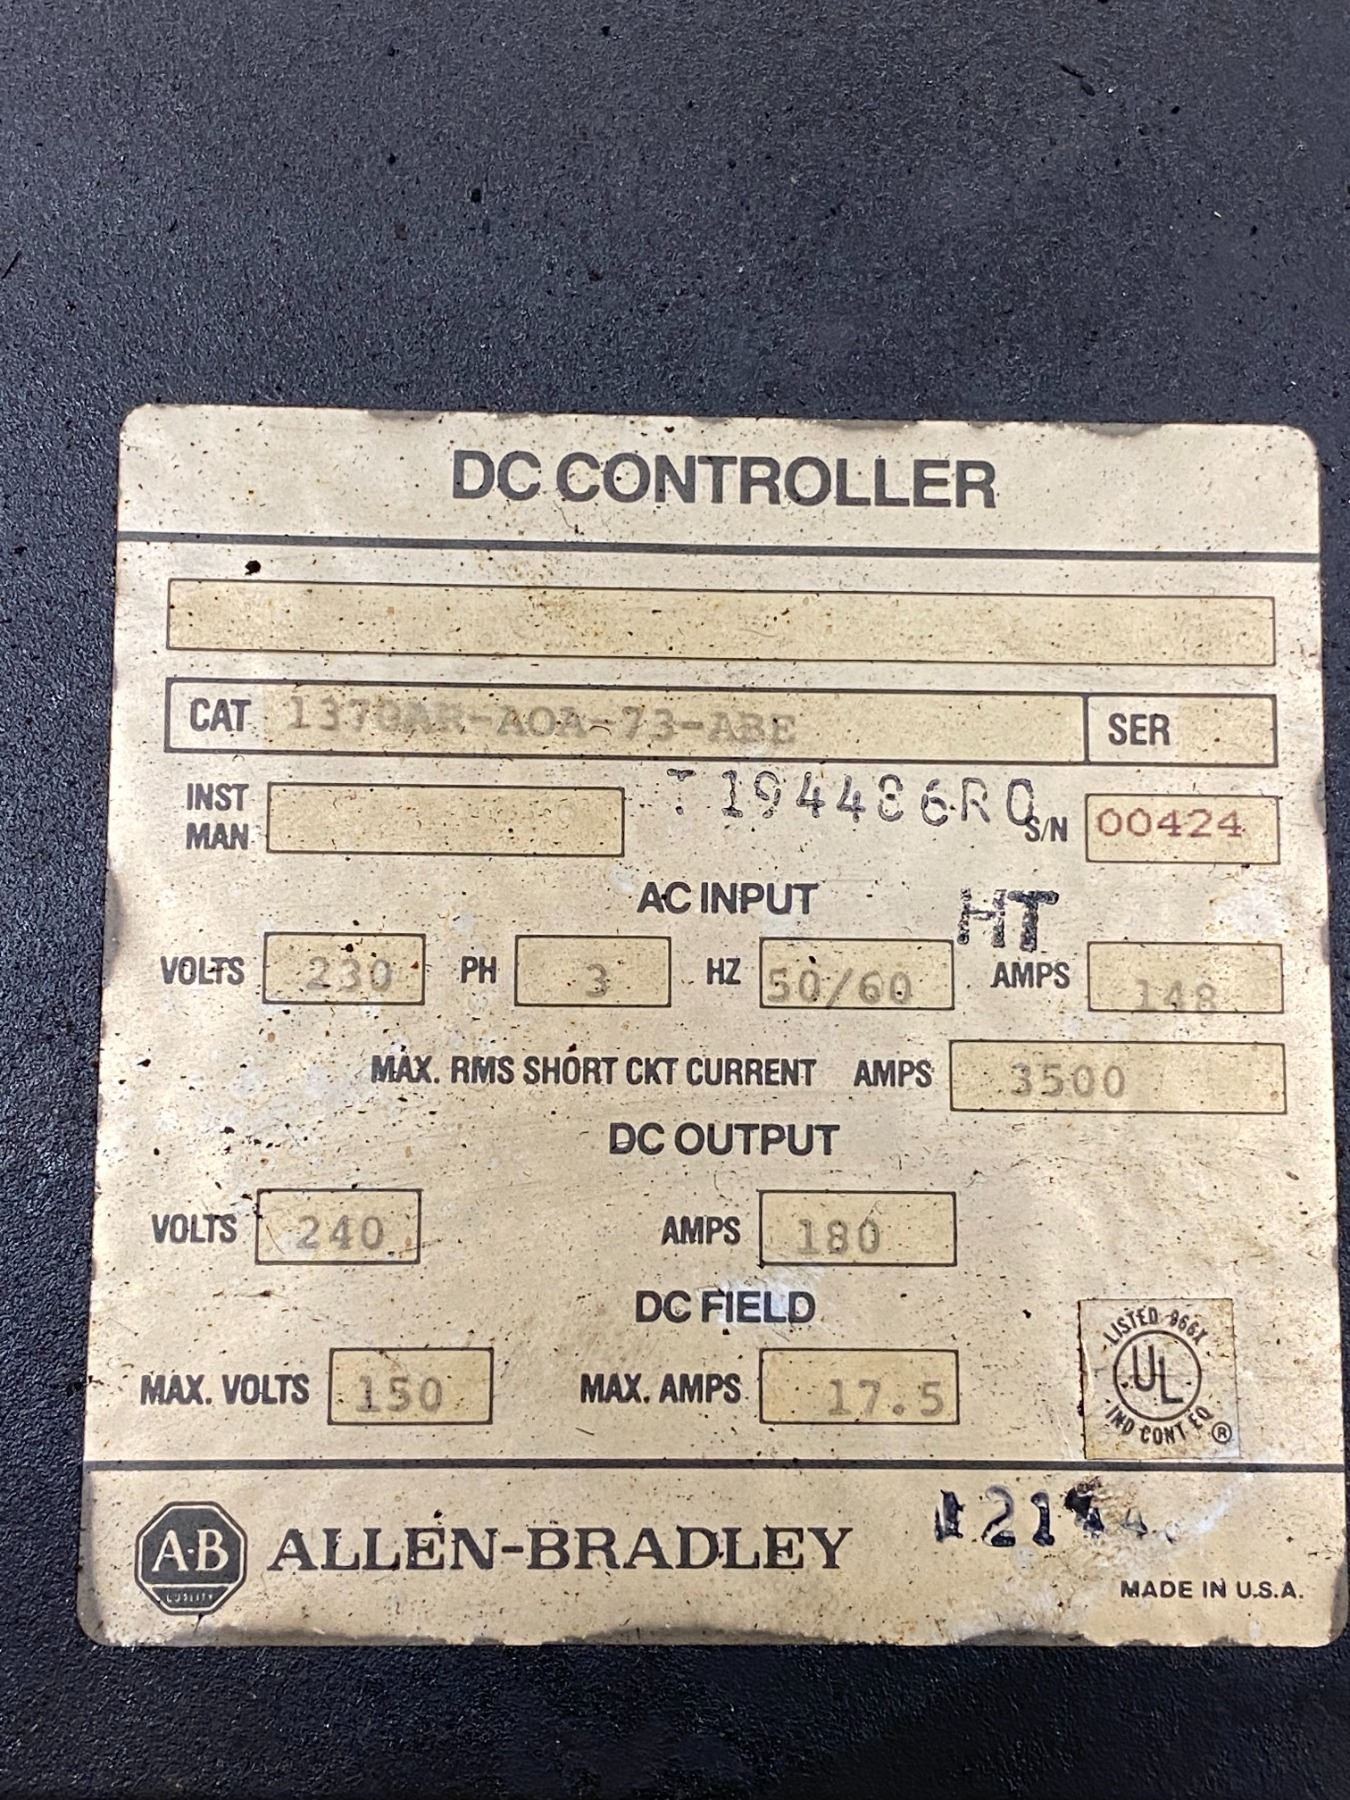 DC CONTROLLER
CAT 1370AR-AOA-73-ABE SER
INST MAN T194486R0 S/N 00424
AC INPUT HT
VOLTS 230 PH 3 HZ 50/60 AMPS 148
MAX. RMS SHORT CKT CURRENT AMPS 3500
DC OUTPUT
VOLTS 240 AMPS 180
DC FIELD
MAX. VOLTS 150 MAX. AMPS 17.5
LISTED 966X
UL
IND CONT EQ ®
A-B ALLEN-BRADLEY
QUALITY
MADE IN U.S.A.